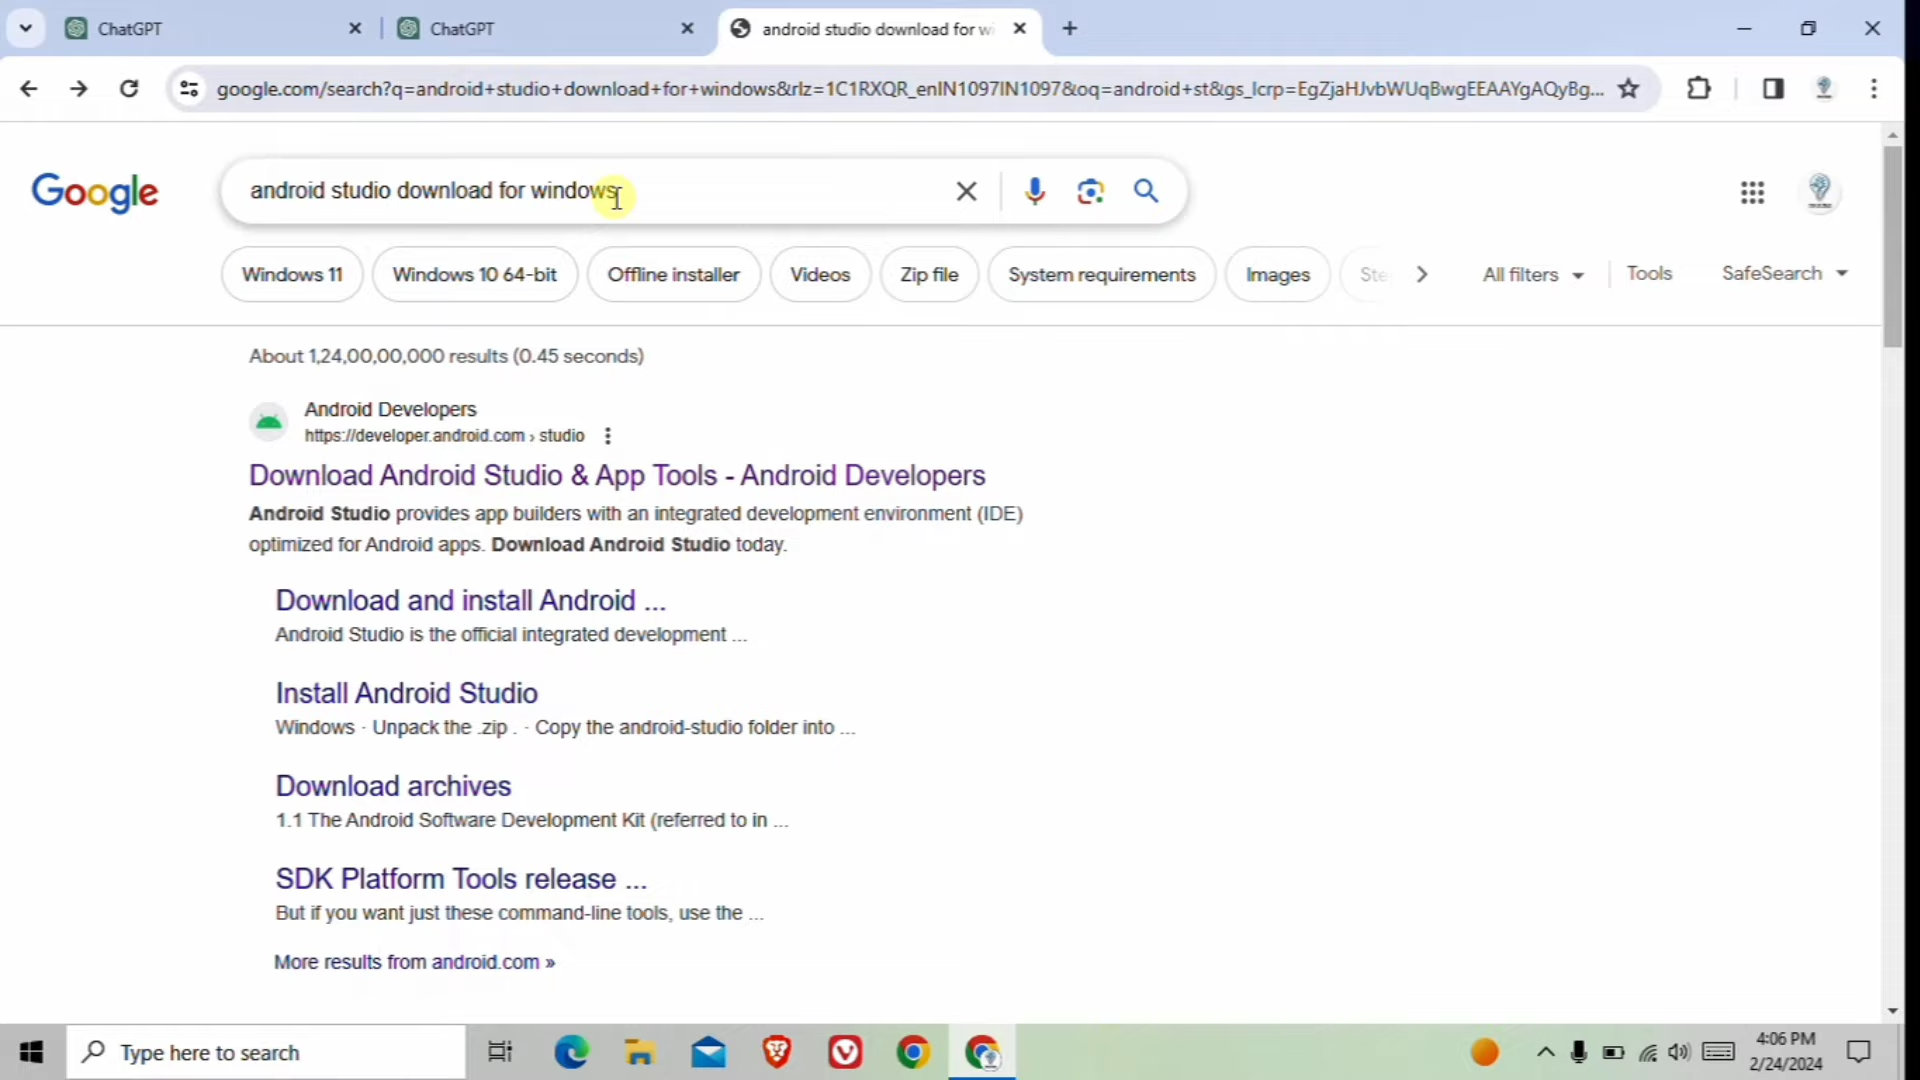 ChatGPT
ChatGPT
android studio download for wi
google.com/search?q=android+studio+download+for+windows&rlz=1C1RXQR_enIN1097IN1097&oq=android+st&gs_lcrp=EgZjaHJvbWUqBwgEEAAYgAQyBg...
Google
android studio download for windows
Windows 11
Windows 10 64-bit
Offline installer
Videos
Zip file
System requirements
Images
Ste
All filters
Tools
SafeSearch
About 1,24,00,00,000 results (0.45 seconds)
Android Developers
https://developer.android.com › studio
Download Android Studio & App Tools - Android Developers
Android Studio provides app builders with an integrated development environment (IDE)
optimized for Android apps. Download Android Studio today.
Download and install Android ...
Android Studio is the official integrated development ...
Install Android Studio
Windows · Unpack the .zip . · Copy the android-studio folder into ...
Download archives
1.1 The Android Software Development Kit (referred to in ...
SDK Platform Tools release ...
But if you want just these command-line tools, use the ...
More results from android.com »
Type here to search
4:06 PM
2/24/2024